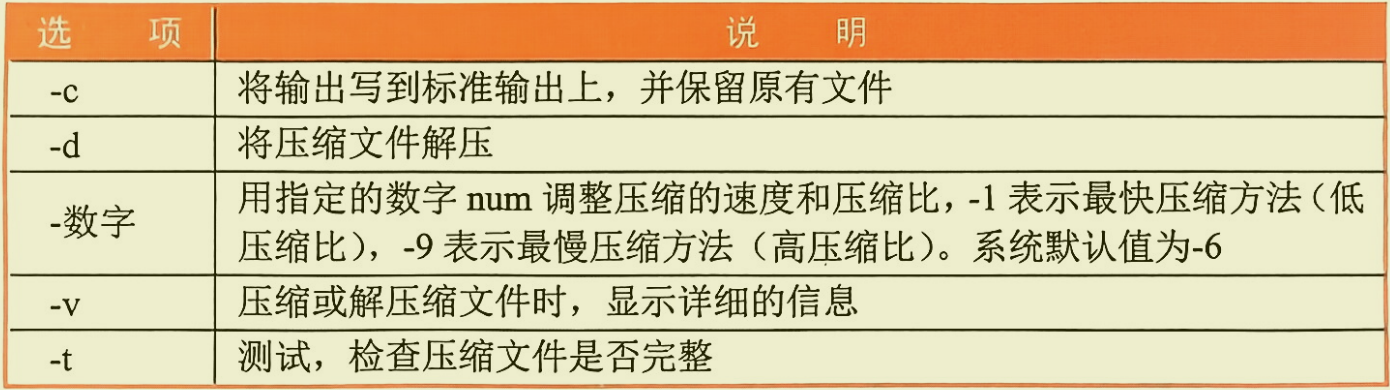 选 项 说 明
-c 将输出写到标准输出上，并保留原有文件
-d 将压缩文件解压
-数字 用指定的数字 num 调整压缩的速度和压缩比，-1 表示最快压缩方法（低
压缩比），-9 表示最慢压缩方法（高压缩比）。系统默认值为-6
-v 压缩或解压缩文件时，显示详细的信息
-t 测试，检查压缩文件是否完整